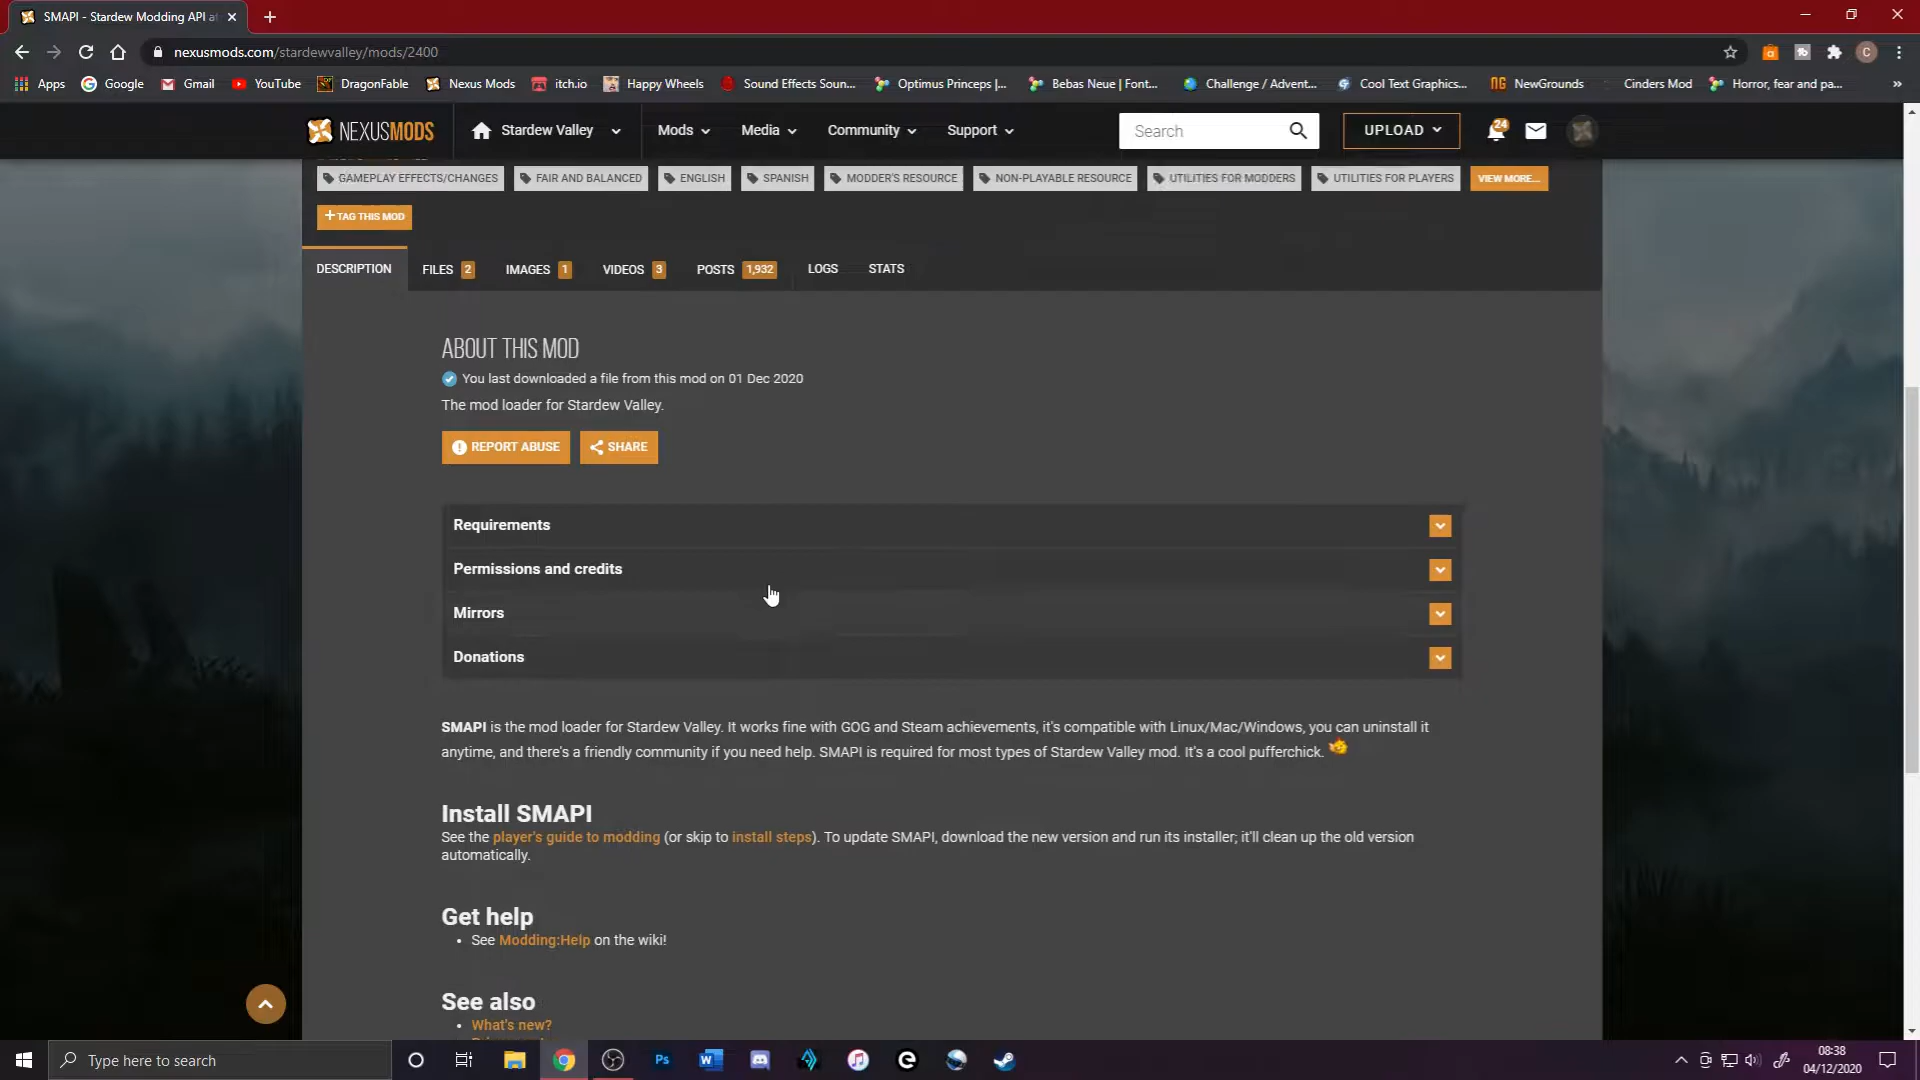 SMAPI - Stardew Modding API at
nexusmods.com/stardewvalley/mods/2400
C
Apps
Google
Gmail
YouTube
DragonFable
Nexus Mods
itch.io
Happy Wheels
Sound Effects Soun...
Optimus Princeps |...
Bebas Neue | Font...
Challenge / Advent...
Cool Text Graphics...
NewGrounds
Cinders Mod
Horror, fear and pa...
NEXUSMODS
Stardew Valley
Mods
Media
Community
Support
Search
UPLOAD
24
GAMEPLAY EFFECTS/CHANGES
FAIR AND BALANCED
ENGLISH
SPANISH
MODDER'S RESOURCE
NON-PLAYABLE RESOURCE
UTILITIES FOR MODDERS
UTILITIES FOR PLAYERS
VIEW MORE...
+ TAG THIS MOD
DESCRIPTION
FILES 2
IMAGES 1
VIDEOS 3
POSTS 1,932
LOGS
STATS
ABOUT THIS MOD
You last downloaded a file from this mod on 01 Dec 2020
The mod loader for Stardew Valley.
REPORT ABUSE
SHARE
Requirements
Permissions and credits
Mirrors
Donations
SMAPI is the mod loader for Stardew Valley. It works fine with GOG and Steam achievements, it's compatible with Linux/Mac/Windows, you can uninstall it
anytime, and there's a friendly community if you need help. SMAPI is required for most types of Stardew Valley mod. It's a cool pufferchick.
Install SMAPI
See the player's guide to modding (or skip to install steps). To update SMAPI, download the new version and run its installer; it'll clean up the old version
automatically.
Get help
• See Modding:Help on the wiki!
See also
• What's new?
Type here to search
Ps
08:38
04/12/2020